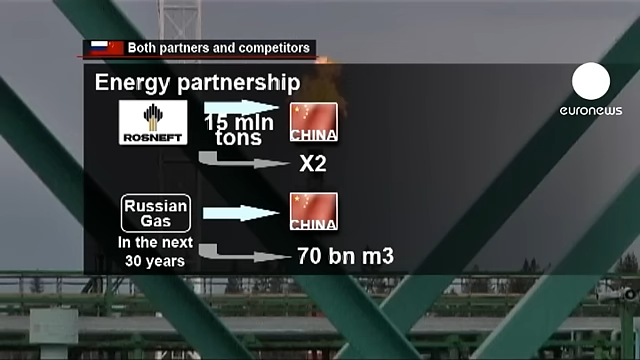 Both partners and competitors
Energy partnership
euronews
ROSNEFT
15 mln
tons
CHINA
X2
Russian
Gas
CHINA
In the next
30 years
70 bn m3